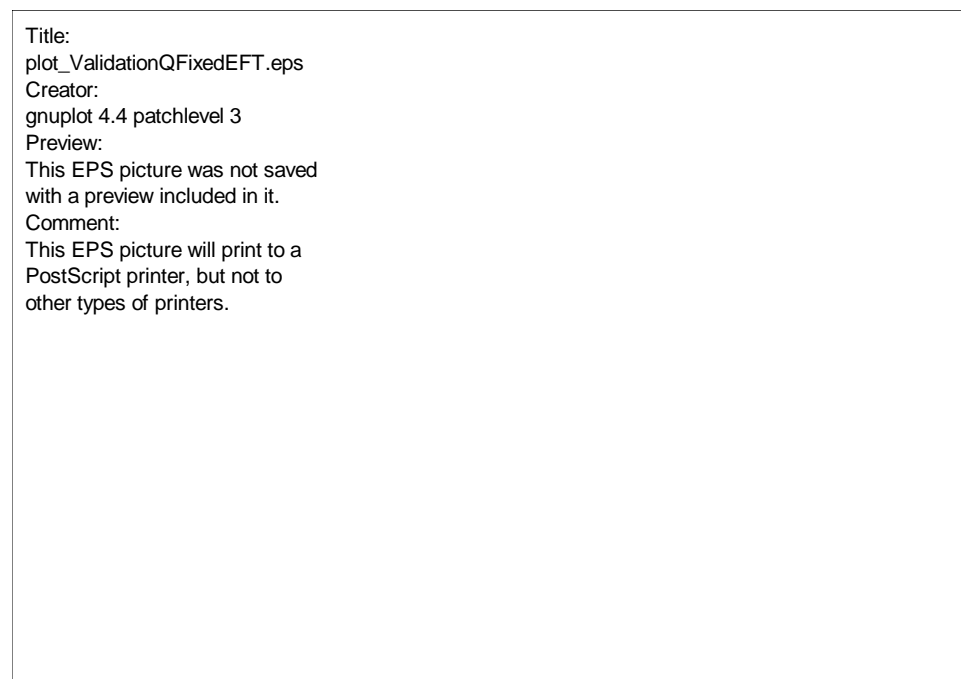 Title:
plot_ValidationQFixedEFT.eps
Creator:
gnuplot 4.4 patchlevel 3
Preview:
This EPS picture was not saved
with a preview included in it.
Comment:
This EPS picture will print to a
PostScript printer, but not to
other types of printers.